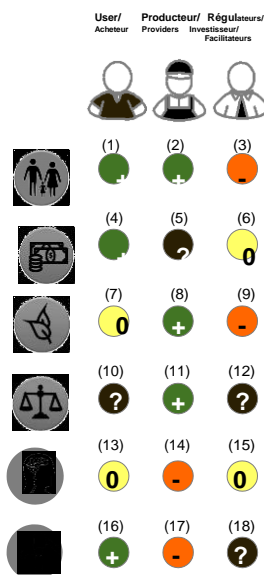 User/ Producteur/ Régulateurs/
Acheteur Providers Investisseur/
Facilitateurs
(1) (2) (3)
+ + -
(4) (5) (6)
+ ? 0
(7) (8) (9)
0 + -
(10) (11) (12)
? + ?
(13) (14) (15)
0 - 0
(16) (17) (18)
+ - ?